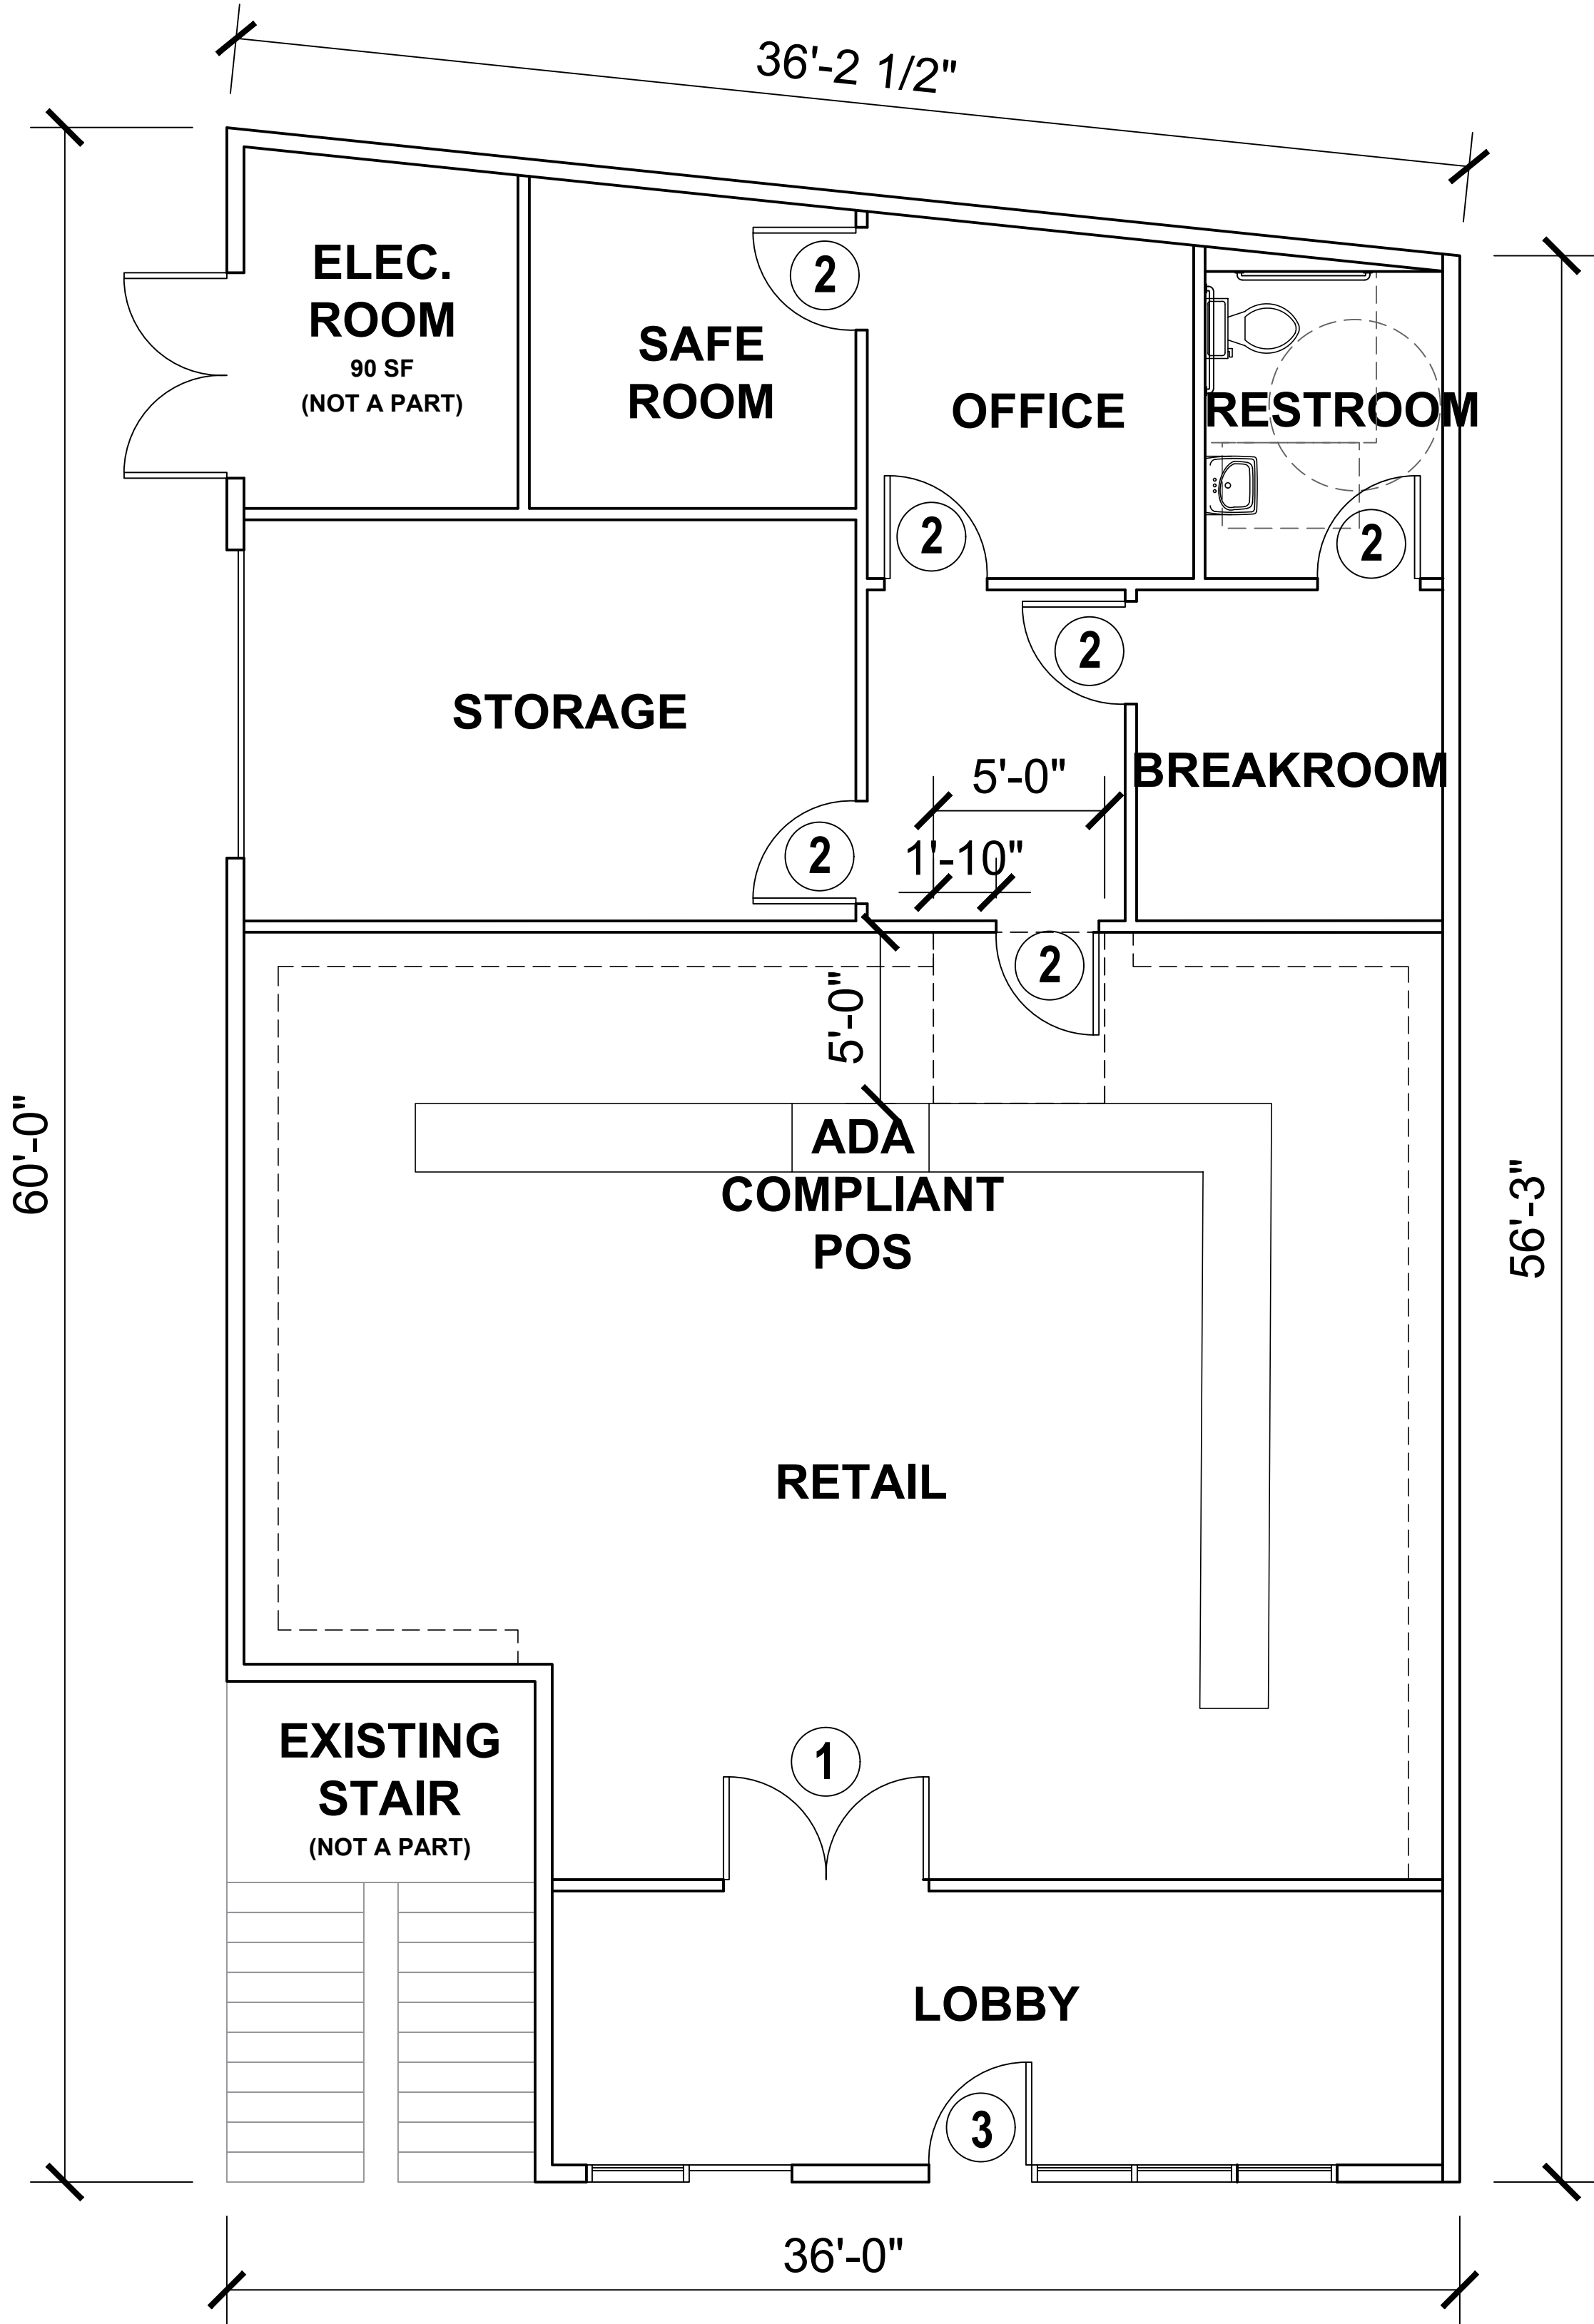 36'-2 1/2"
ELEC.
ROOM
90 SF
(NOT A PART)
SAFE
ROOM
2
OFFICE
RESTROOM
2
2
2
STORAGE
BREAKROOM
5'-0"
1'-10"
2
2
5'-0"
ADA
COMPLIANT
POS
60'-0"
56'-3"
RETAIL
EXISTING
STAIR
(NOT A PART)
1
LOBBY
3
36'-0"